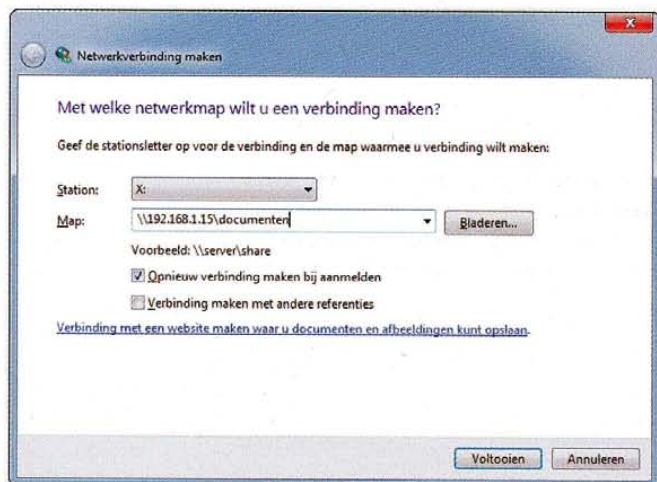 X
Netwerkverbinding maken
Met welke netwerkmap wilt u een verbinding maken?
Geef de stationsletter op voor de verbinding en de map waarmee u verbinding wilt maken:
Station: X:
Map: \\192.168.1.15\documenten Bladeren...
Voorbeeld: \\server\share
Opnieuw verbinding maken bij aanmelden
Verbinding maken met andere referenties
Verbinding met een website maken waar u documenten en afbeeldingen kunt opslaan.
Voltooien Annuleren